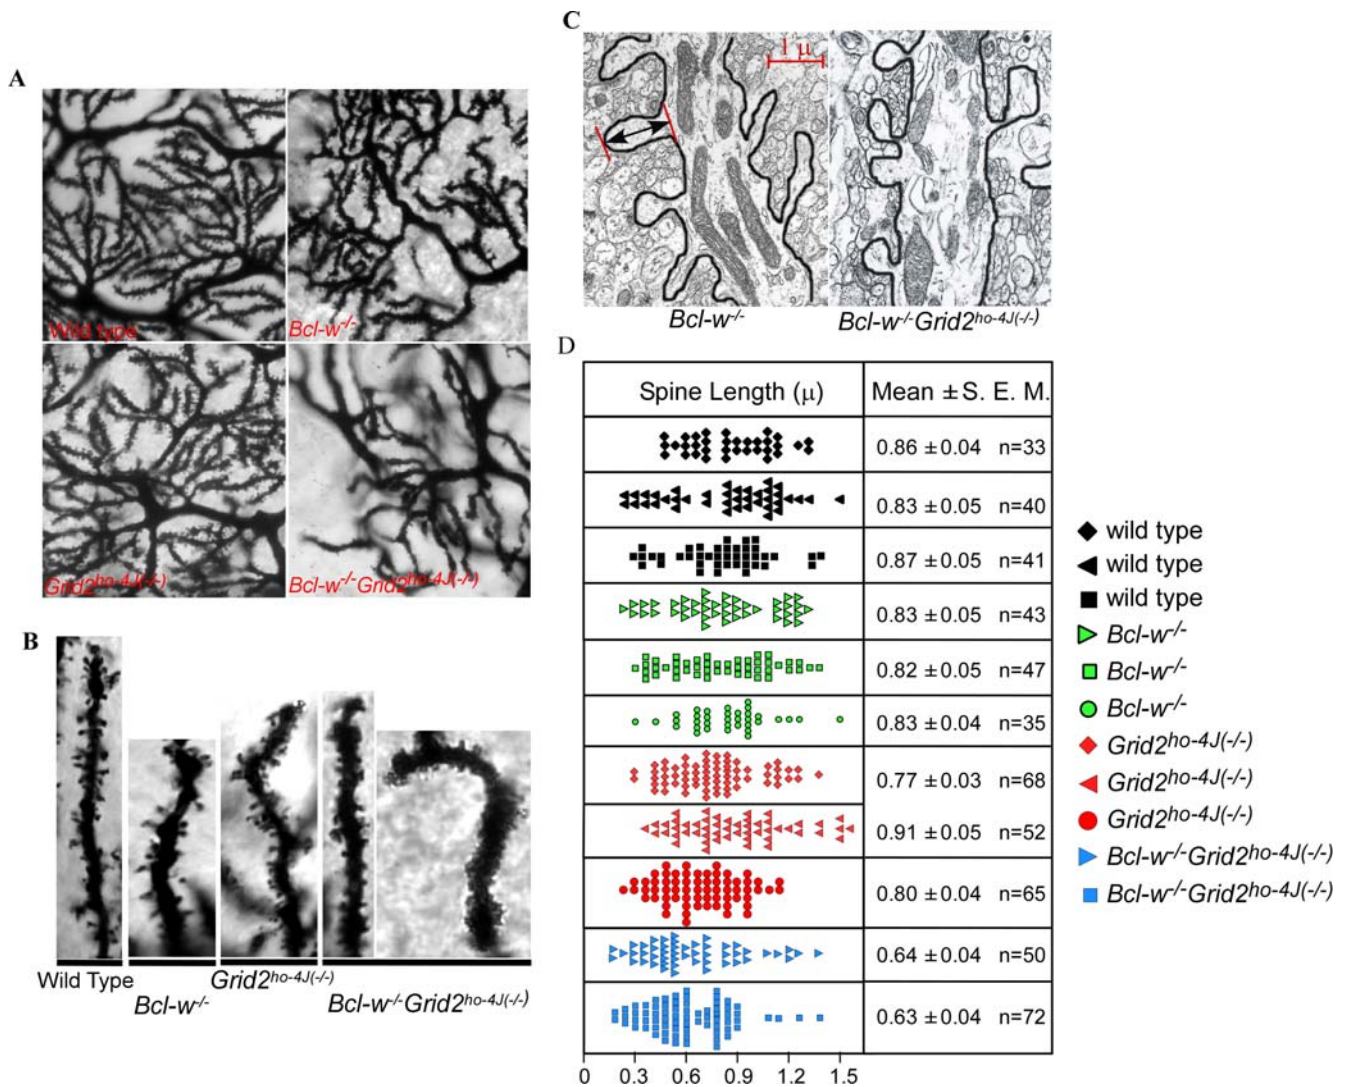 A
Wild type
Bcl-w-/-
Grid2ho-4J(-/-)
Bcl-w-/-Grid2ho-4J(-/-)
B
Wild Type
Bcl-w-/-
Grid2ho-4J(-/-)
Bcl-w-/-Grid2ho-4J(-/-)
C
1 µ
Bcl-w-/-
Bcl-w-/-Grid2ho-4J(-/-)
D
Spine Length (µ) Mean ± S. E. M.
0.86 ± 0.04 n=33
0.83 ± 0.05 n=40
0.87 ± 0.05 n=41
0.83 ± 0.05 n=43
0.82 ± 0.05 n=47
0.83 ± 0.04 n=35
0.77 ± 0.03 n=68
0.91 ± 0.05 n=52
0.80 ± 0.04 n=65
0.64 ± 0.04 n=50
0.63 ± 0.04 n=72
0 0.3 0.6 0.9 1.2 1.5
wild type
wild type
wild type
Bcl-w-/-
Bcl-w-/-
Bcl-w-/-
Grid2ho-4J(-/-)
Grid2ho-4J(-/-)
Grid2ho-4J(-/-)
Bcl-w-/-Grid2ho-4J(-/-)
Bcl-w-/-Grid2ho-4J(-/-)